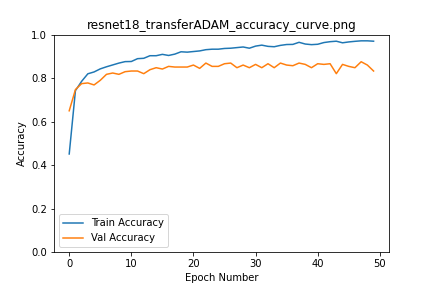 resnet18_transferADAM_accuracy_curve.png
1.0
0.8
0.6
0.4
0.2
0.0
Accuracy
Train Accuracy
Val Accuracy
0 10 20 30 40 50
Epoch Number